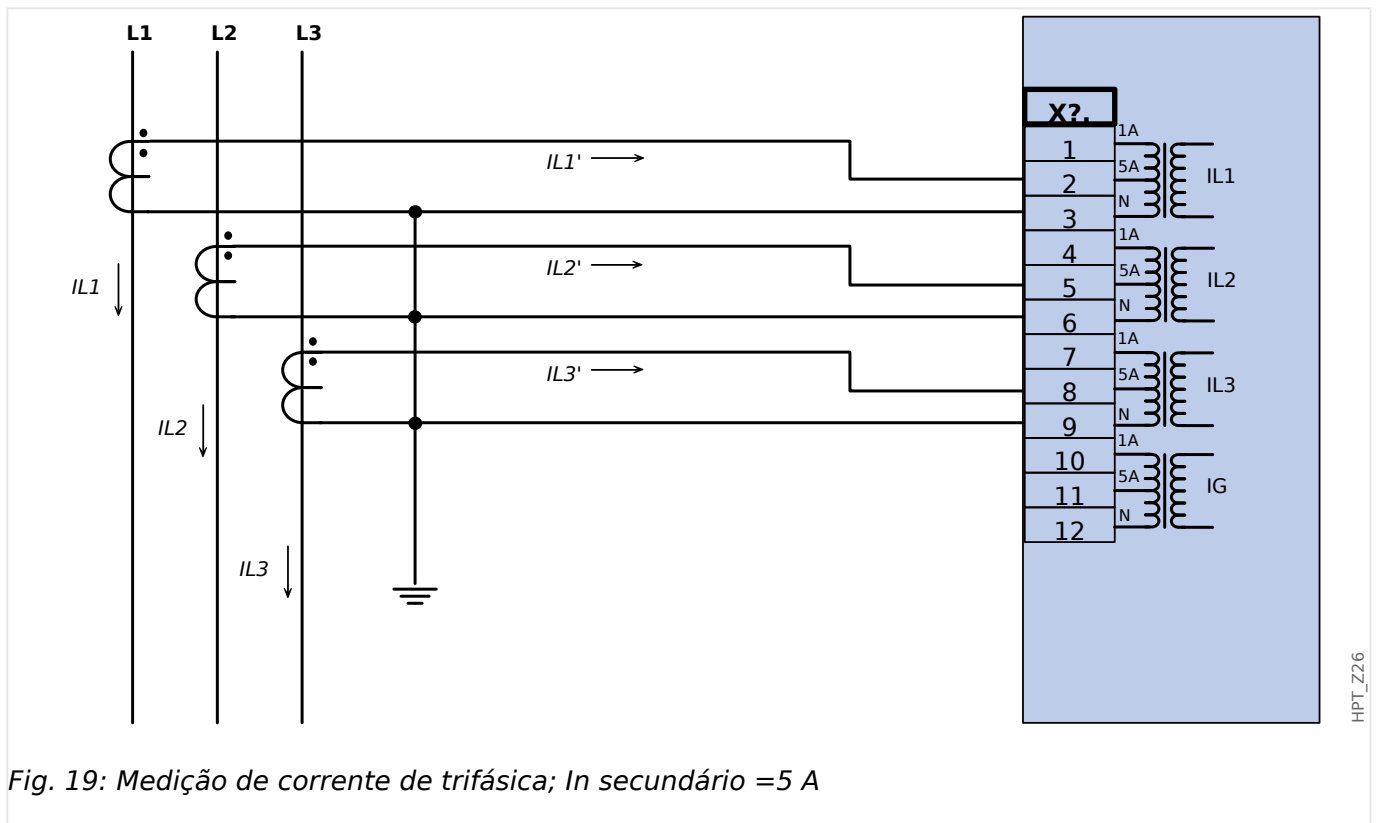 L1 L2 L3
X?.
1A
1
IL1'
5A
IL1
2
N
3
1A
4
IL2'
5A
IL2
IL1
5
N
6
1A
7
IL3'
5A
IL3
8
N
9
IL2
1A
10
5A
IG
11
N
12
IL3
HPT_Z26
Fig. 19: Medição de corrente de trifásica; In secundário =5 A